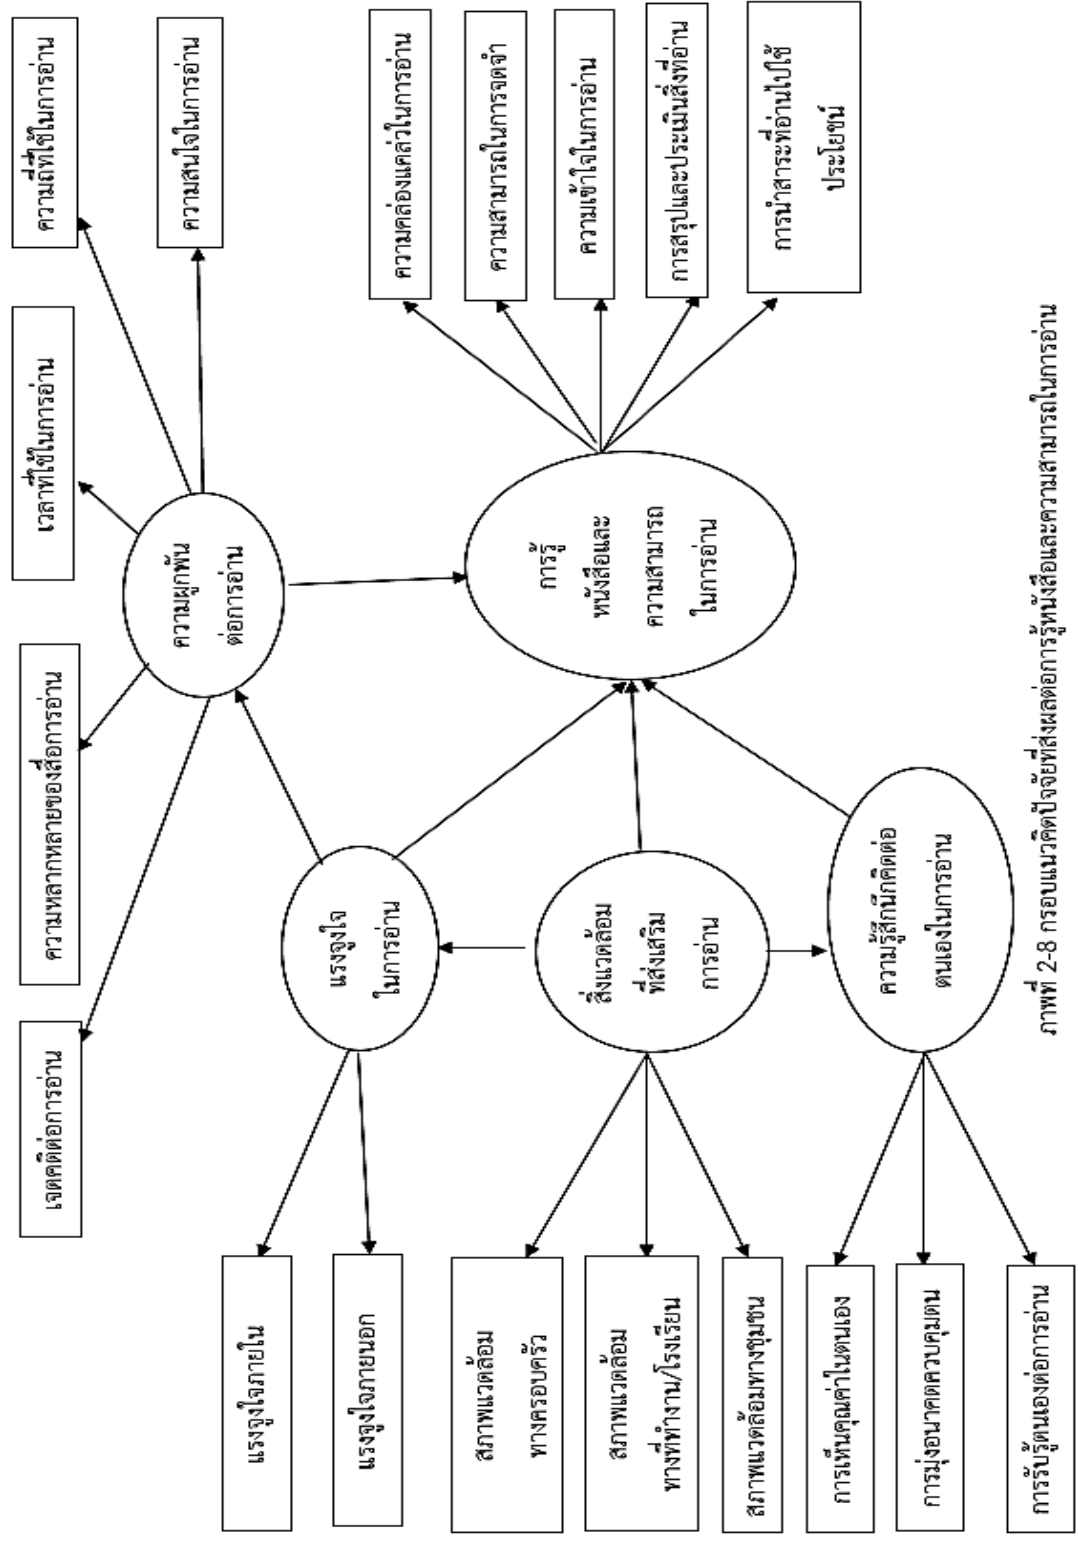 ความถี่ที่ใช้ในการอ่าน
ความสนใจในการอ่าน
เวลาที่ใช้ในการอ่าน
ความหลากหลายของสื่อการอ่าน
เจตคติต่อการอ่าน
ความผูกพัน
ต่อการอ่าน
แรงจูงใจภายใน
แรงจูงใจภายนอก
แรงจูงใจ
ในการอ่าน
ความคล่องแคล่วในการอ่าน
ความสามารถในการจดจำ
ความเข้าใจในการอ่าน
การสรุปและประเมินสิ่งที่อ่าน
การนำสาระที่อ่านไปใช้
ประโยชน์
การรู้
หนังสือและ
ความสามารถ
ในการอ่าน
สภาพแวดล้อม
ทางครอบครัว
สภาพแวดล้อม
ทางที่ทำงาน/โรงเรียน
สภาพแวดล้อมทางชุมชน
สิ่งแวดล้อม
ที่ส่งเสริม
การอ่าน
การเห็นคุณค่าในตนเอง
การมุ่งอนาคตควบคุมตน
การรับรู้ตนเองต่อการอ่าน
ความรู้สึกนึกคิดต่อ
ตนเองในการอ่าน
ภาพที่ 2-8 กรอบแนวคิดปัจจัยที่ส่งผลต่อการรู้หนังสือและความสามารถในการอ่าน